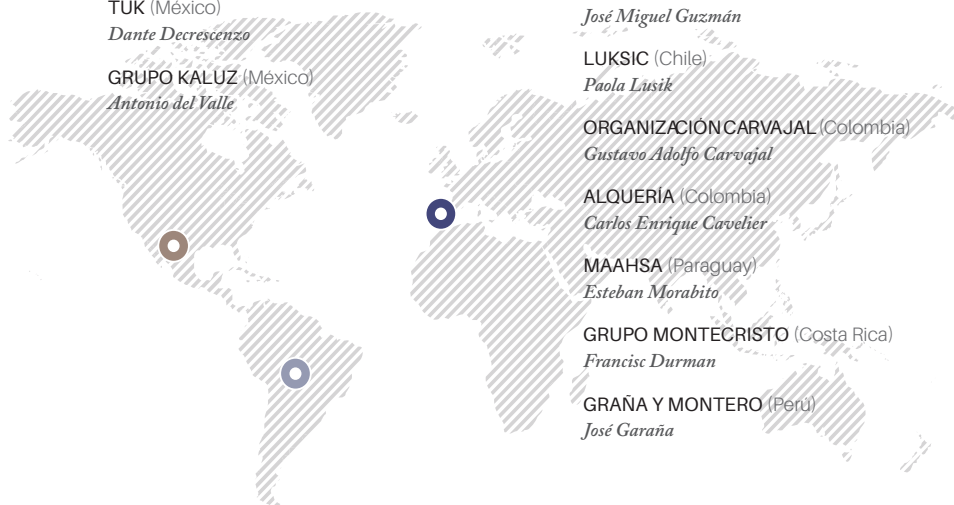 TUK (México)
Dante Decrescenzo
GRUPO KALUZ (México)
Antonio del Valle
José Miguel Guzmán
LUKSIC (Chile)
Paola Lusik
ORGANIZACIÓN CARVAJAL (Colombia)
Gustavo Adolfo Carvajal
ALQUERÍA (Colombia)
Carlos Enrique Cavelier
MAAHSA (Paraguay)
Esteban Morabito
GRUPO MONTECRISTO (Costa Rica)
Francisc Durman
GRAÑA Y MONTERO (Perú)
José Garaña